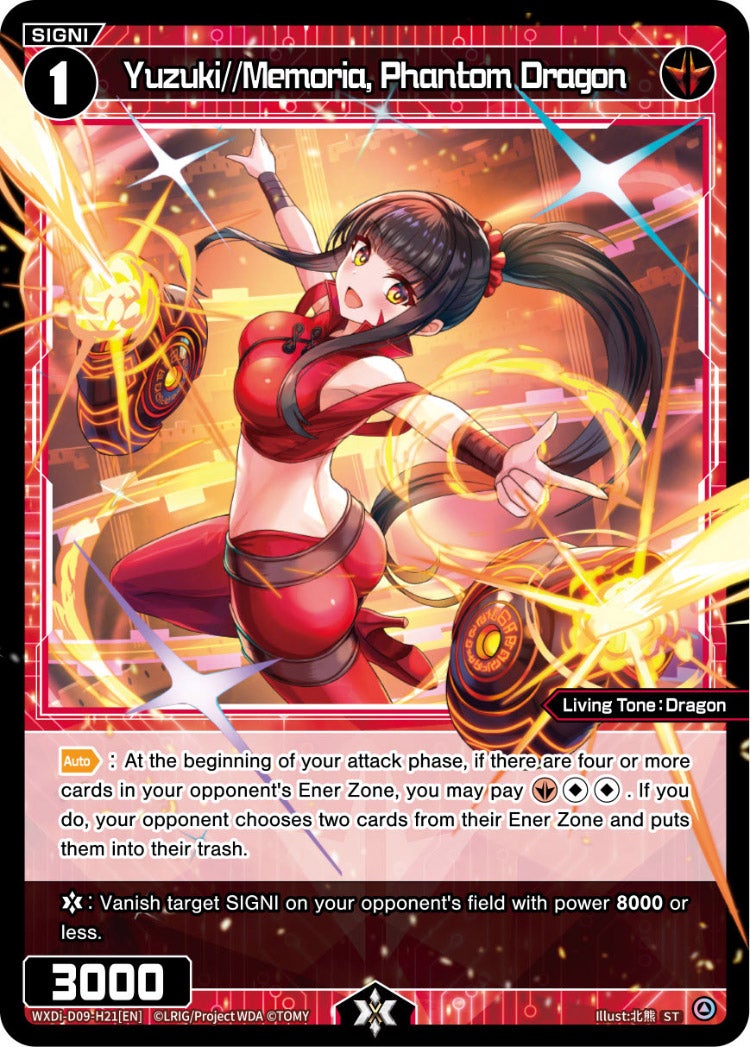 SIGNI
1
Yuzuki//Memoria, Phantom Dragon
Living Tone:Dragon
Auto : At the beginning of your attack phase, if there are four or more
cards in your opponent's Ener Zone, you may pay . If you
do, your opponent chooses two cards from their Ener Zone and puts
them into their trash.
: Vanish target SIGNI on your opponent's field with power 8000 or
less.
3000
WXDi-D09-H21[EN] ©LRIG/Project WDA ©TOMY
Illust:北熊 ST